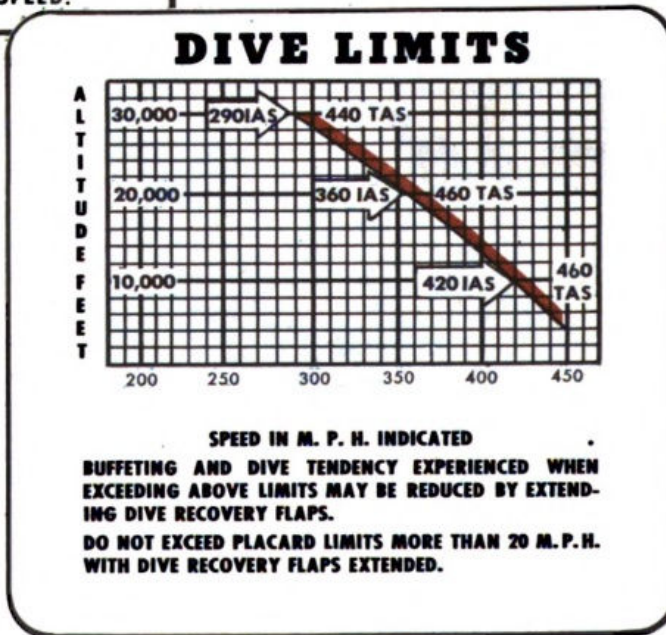 SPEED.
DIVE LIMITS
ALTITUDE FEET
30,000 290IAS 440 TAS
20,000 360 IAS 460 TAS
10,000 420 IAS 460 TAS
200 250 300 350 400 450
SPEED IN M. P. H. INDICATED
BUFFETING AND DIVE TENDENCY EXPERIENCED WHEN
EXCEEDING ABOVE LIMITS MAY BE REDUCED BY EXTEND-
ING DIVE RECOVERY FLAPS.
DO NOT EXCEED PLACARD LIMITS MORE THAN 20 M.P.H.
WITH DIVE RECOVERY FLAPS EXTENDED.